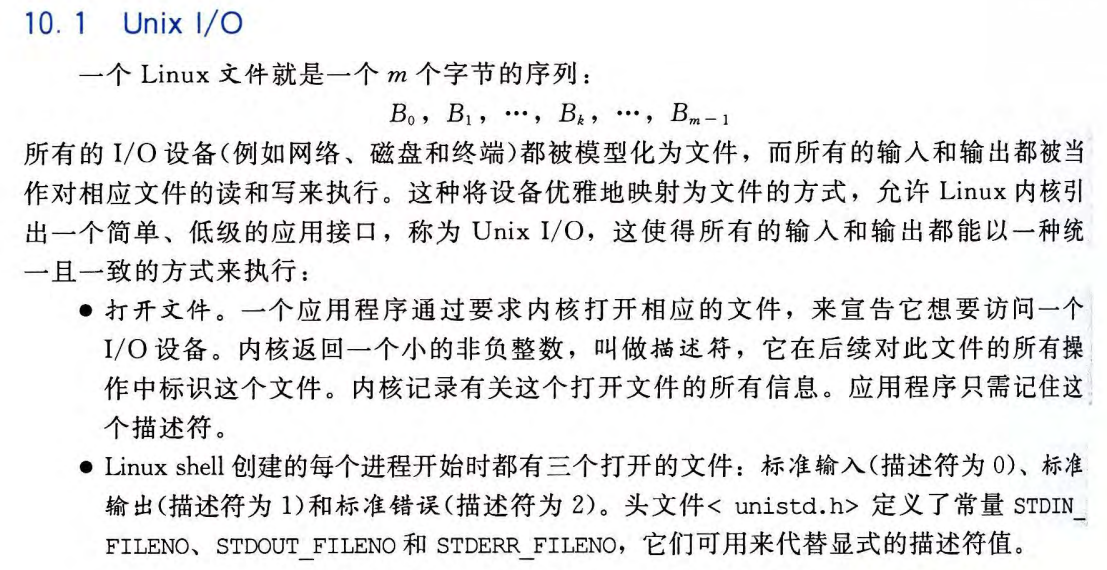 10.1 Unix I/O
一个 Linux 文件就是一个 m 个字节的序列：
B₀，B₁，…，Bₖ，…，Bₘ₋₁
所有的 I/O 设备(例如网络、磁盘和终端)都被模型化为文件，而所有的输入和输出都被当
作对相应文件的读和写来执行。这种将设备优雅地映射为文件的方式，允许 Linux 内核引
出一个简单、低级的应用接口，称为 Unix I/O，这使得所有的输入和输出都能以一种统
一且一致的方式来执行：
● 打开文件。一个应用程序通过要求内核打开相应的文件，来宣告它想要访问一个
I/O 设备。内核返回一个小的非负整数，叫做描述符，它在后续对此文件的所有操
作中标识这个文件。内核记录有关这个打开文件的所有信息。应用程序只需记住这
个描述符。
● Linux shell 创建的每个进程开始时都有三个打开的文件：标准输入(描述符为 0)、标准
输出(描述符为 1)和标准错误(描述符为 2)。头文件< unistd.h> 定义了常量 STDIN_
FILENO、STDOUT_FILENO 和 STDERR_FILENO，它们可用来代替显式的描述符值。